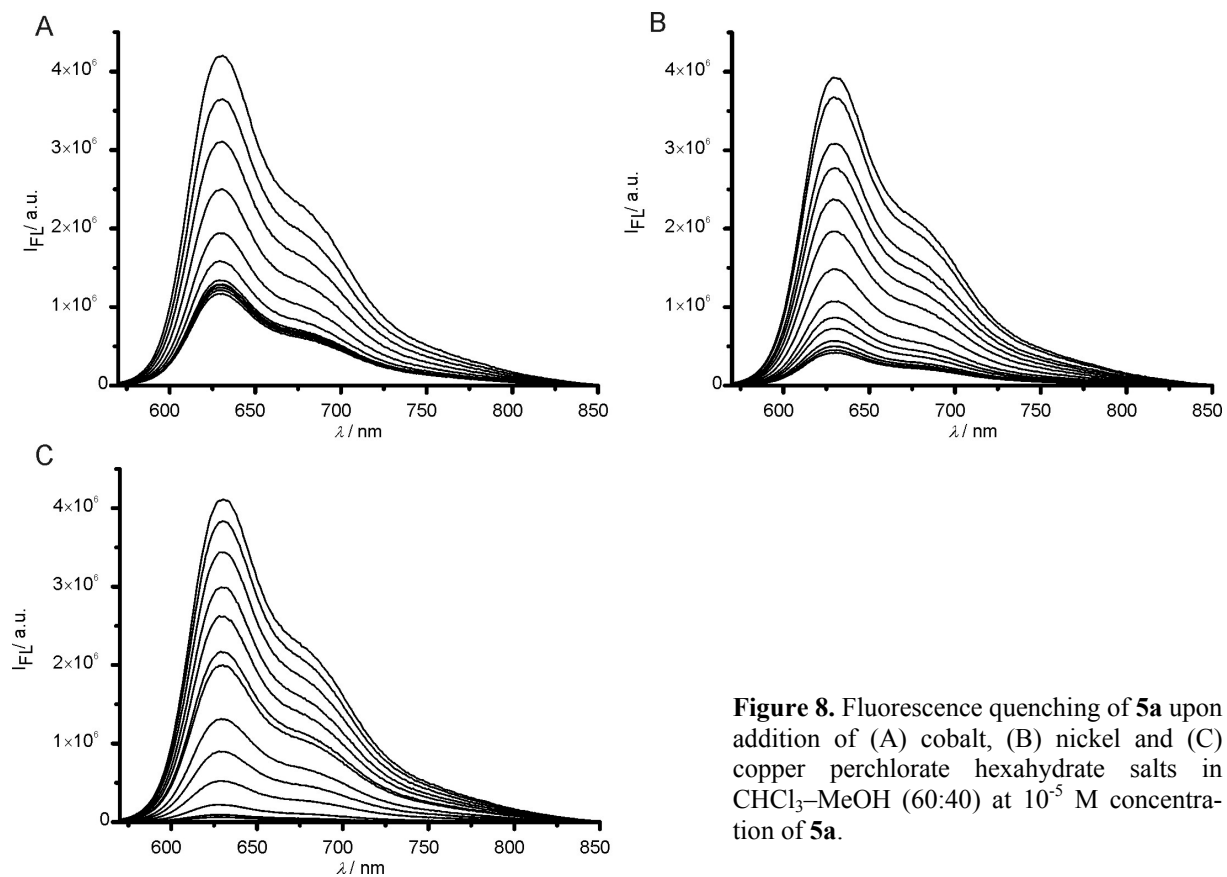 A
4×10⁶
3×10⁶
2×10⁶
1×10⁶
0
I_FL/ a.u.
600 650 700 750 800 850
λ / nm
B
4×10⁶
3×10⁶
2×10⁶
1×10⁶
0
I_FL/ a.u.
600 650 700 750 800 850
λ / nm
C
4×10⁶
3×10⁶
2×10⁶
1×10⁶
0
I_FL/ a.u.
600 650 700 750 800 850
λ / nm
Figure 8. Fluorescence quenching of 5a upon
addition of (A) cobalt, (B) nickel and (C)
copper perchlorate hexahydrate salts in
CHCl₃–MeOH (60:40) at 10⁻⁵ M concentra-
tion of 5a.